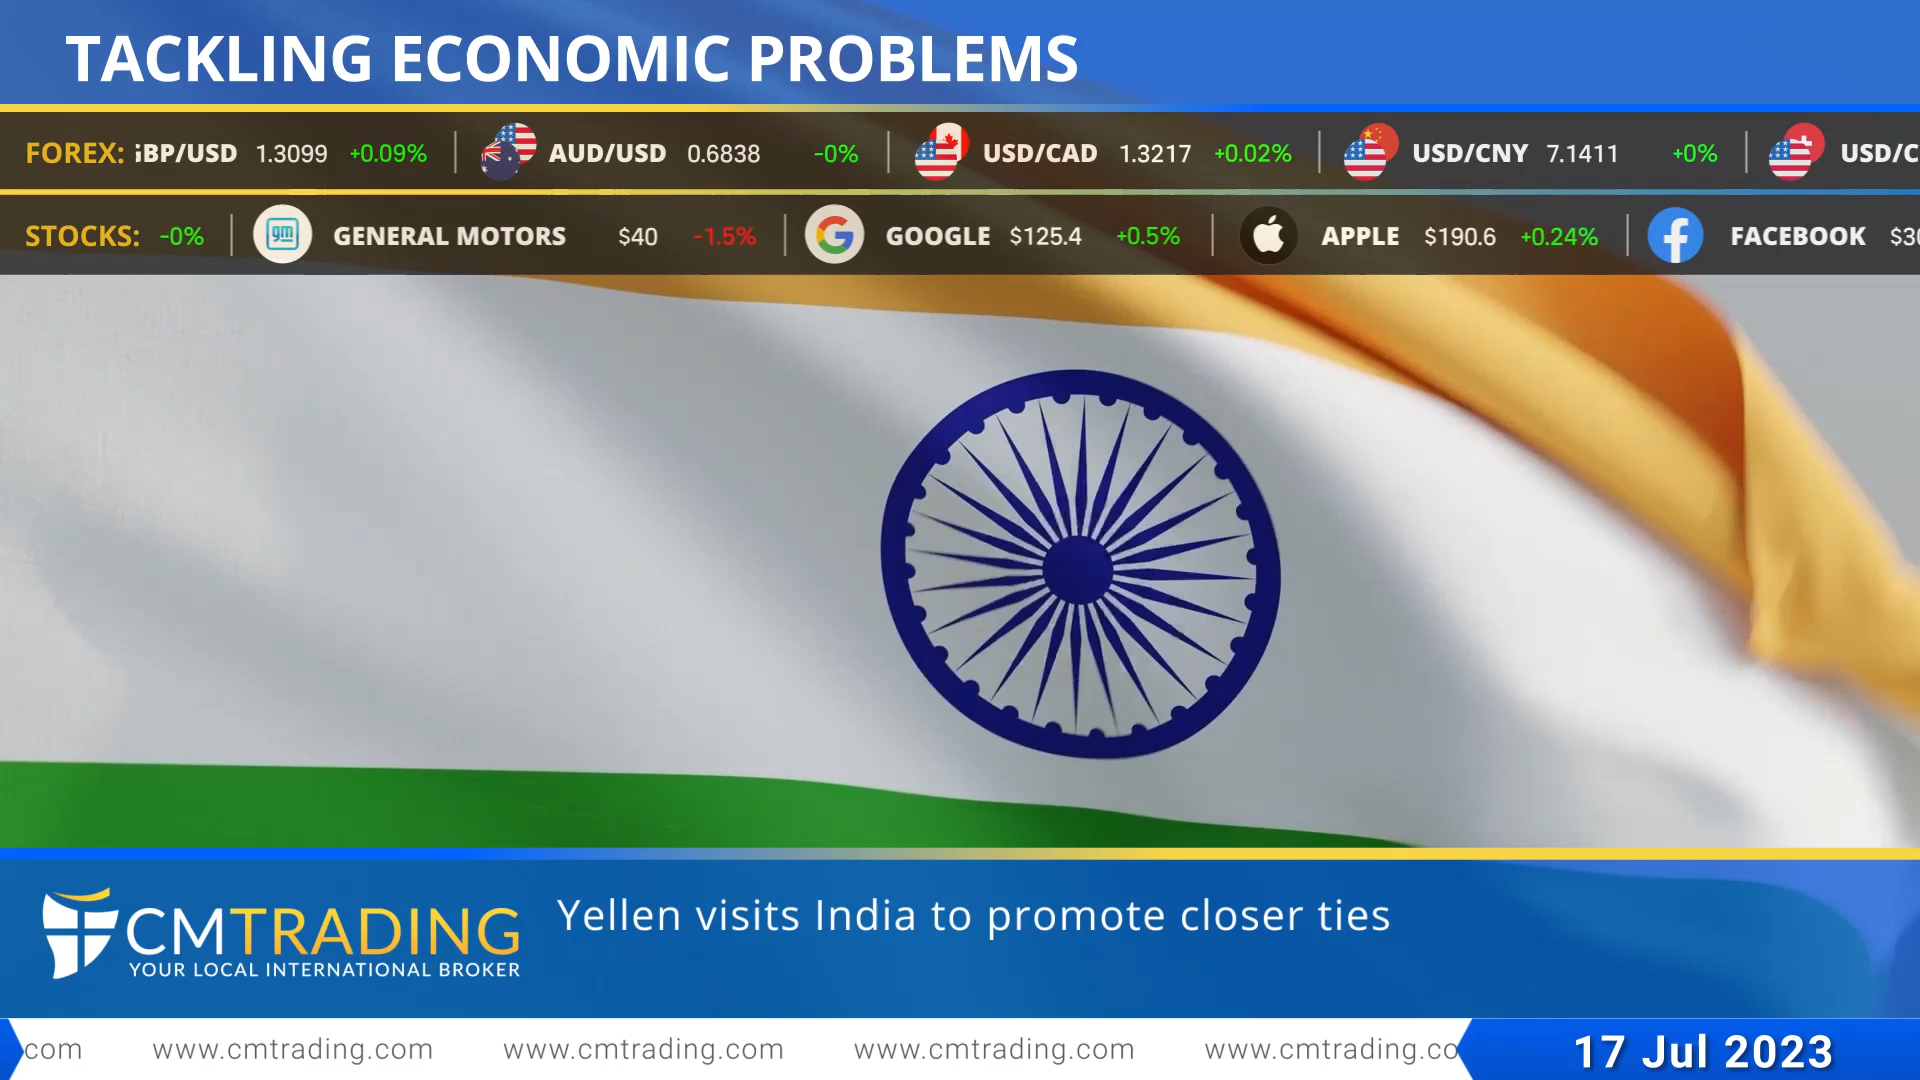 TACKLING ECONOMIC PROBLEMS
FOREX: BP/USD 1.3099 +0.09% AUD/USD 0.6838 -0% USD/CAD 1.3217 +0.02% USD/CNY 7.1411 +0% USD/C
STOCKS: -0% gm GENERAL MOTORS $40 -1.5% GOOGLE $125.4 +0.5% APPLE $190.6 +0.24% FACEBOOK $30
CMTRADING
YOUR LOCAL INTERNATIONAL BROKER
Yellen visits India to promote closer ties
com www.cmtrading.com www.cmtrading.com www.cmtrading.com www.cmtrading.co
17 Jul 2023